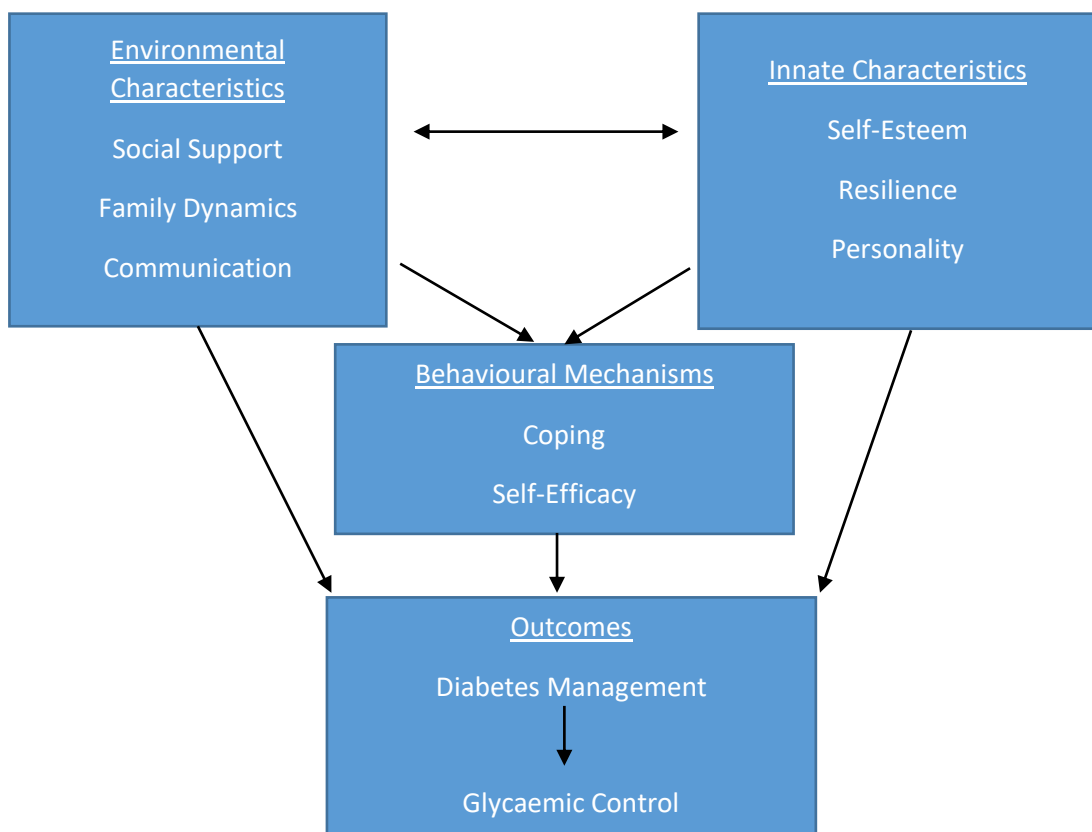 Environmental
Characteristics
Social Support
Family Dynamics
Communication
Innate Characteristics
Self-Esteem
Resilience
Personality
Behavioural Mechanisms
Coping
Self-Efficacy
Outcomes
Diabetes Management
Glycaemic Control